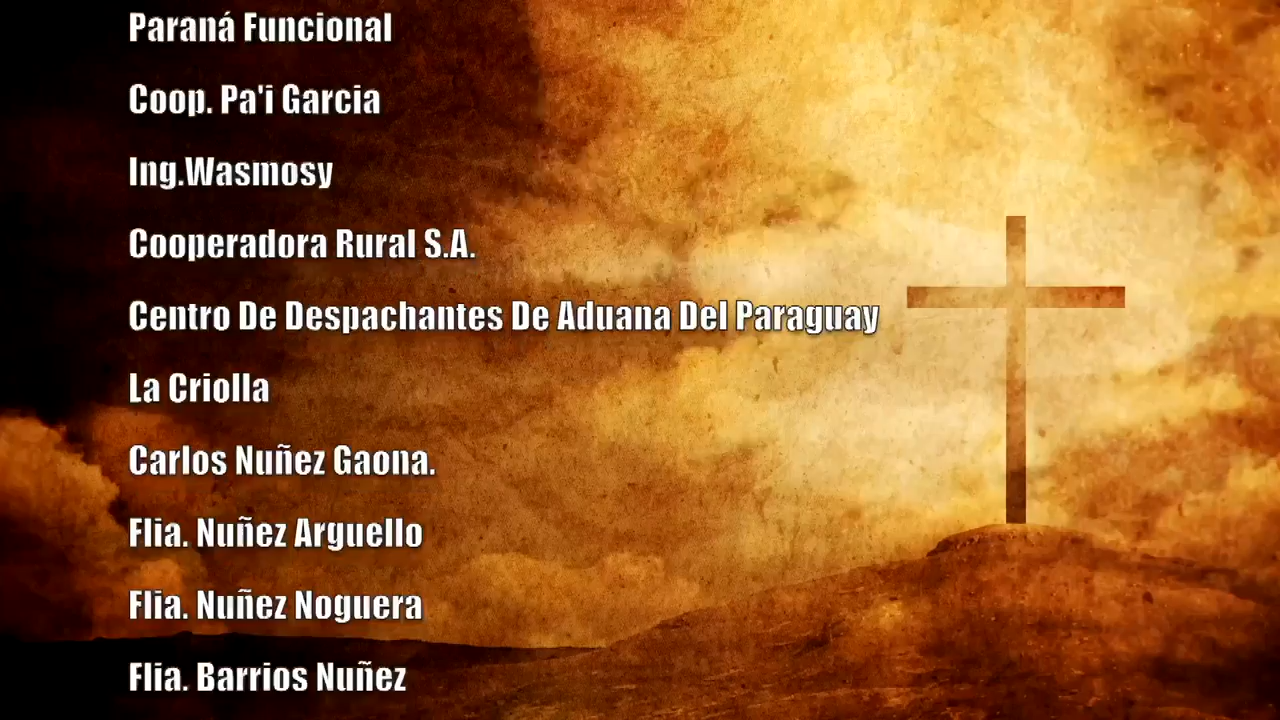 Paraná Funcional
Coop. Pa'i Garcia
Ing.Wasmosy
Cooperadora Rural S.A.
Centro De Despachantes De Aduana Del Paraguay
La Criolla
Carlos Nuñez Gaona.
Flia. Nuñez Arguello
Flia. Nuñez Noguera
Flia. Barrios Nuñez